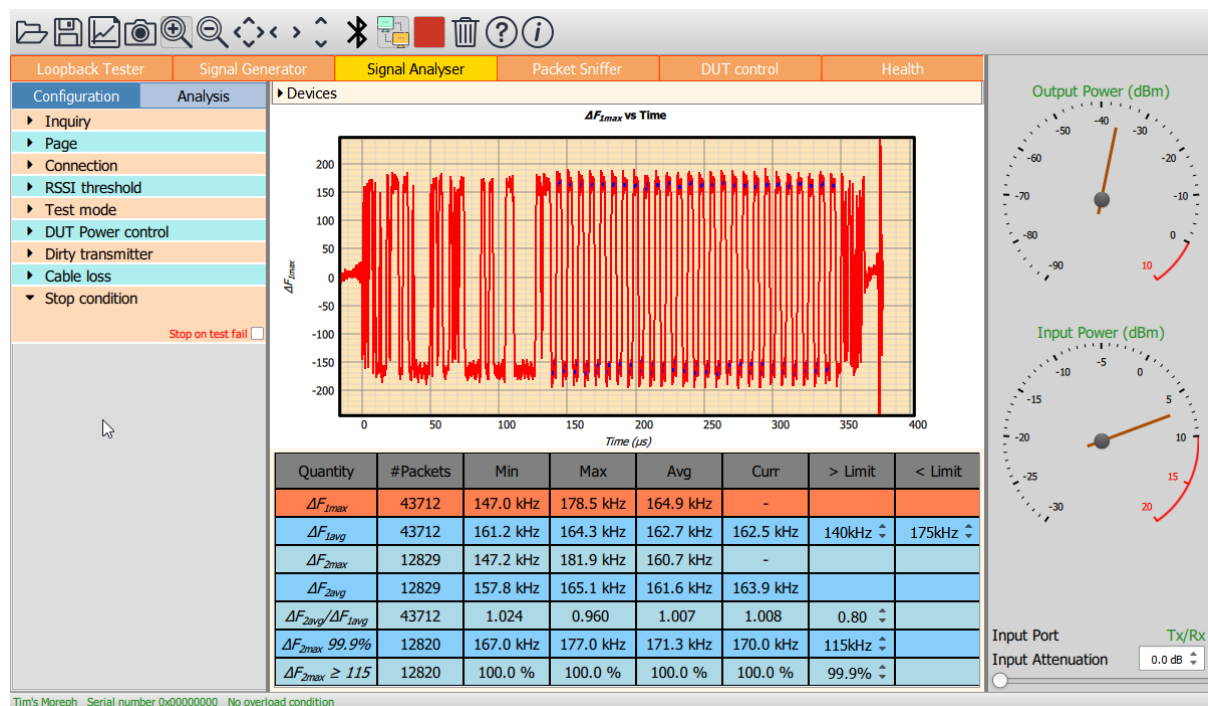 Loopback Tester Signal Generator Signal Analyser Packet Sniffer DUT control Health
Configuration Analysis
Inquiry
Page
Connection
RSSI threshold
Test mode
DUT Power control
Dirty transmitter
Cable loss
Stop condition
Stop on test fail
Devices
ΔF1max vs Time
ΔF1max
200
150
100
50
0
-50
-100
-150
-200
0 50 100 150 200 250 300 350 400
Time (µs)
Quantity #Packets Min Max Avg Curr > Limit < Limit
ΔF1max 43712 147.0 kHz 178.5 kHz 164.9 kHz -
ΔF1avg 43712 161.2 kHz 164.3 kHz 162.7 kHz 162.5 kHz 140kHz 175kHz
ΔF2max 12829 147.2 kHz 181.9 kHz 160.7 kHz -
ΔF2avg 12829 157.8 kHz 165.1 kHz 161.6 kHz 163.9 kHz
ΔF2avg/ΔF1avg 43712 1.024 0.960 1.007 1.008 0.80
ΔF2max 99.9% 12820 167.0 kHz 177.0 kHz 171.3 kHz 170.0 kHz 115kHz
ΔF2max ≥ 115 12820 100.0 % 100.0 % 100.0 % 100.0 % 99.9%
Output Power (dBm)
-90 -80 -70 -60 -50 -40 -30 -20 -10 0 10
Input Power (dBm)
-30 -25 -20 -15 -10 -5 0 5 10 15 20
Input Port Tx/Rx
Input Attenuation 0.0 dB
Tim's Moreph Serial number 0x00000000 No overload condition